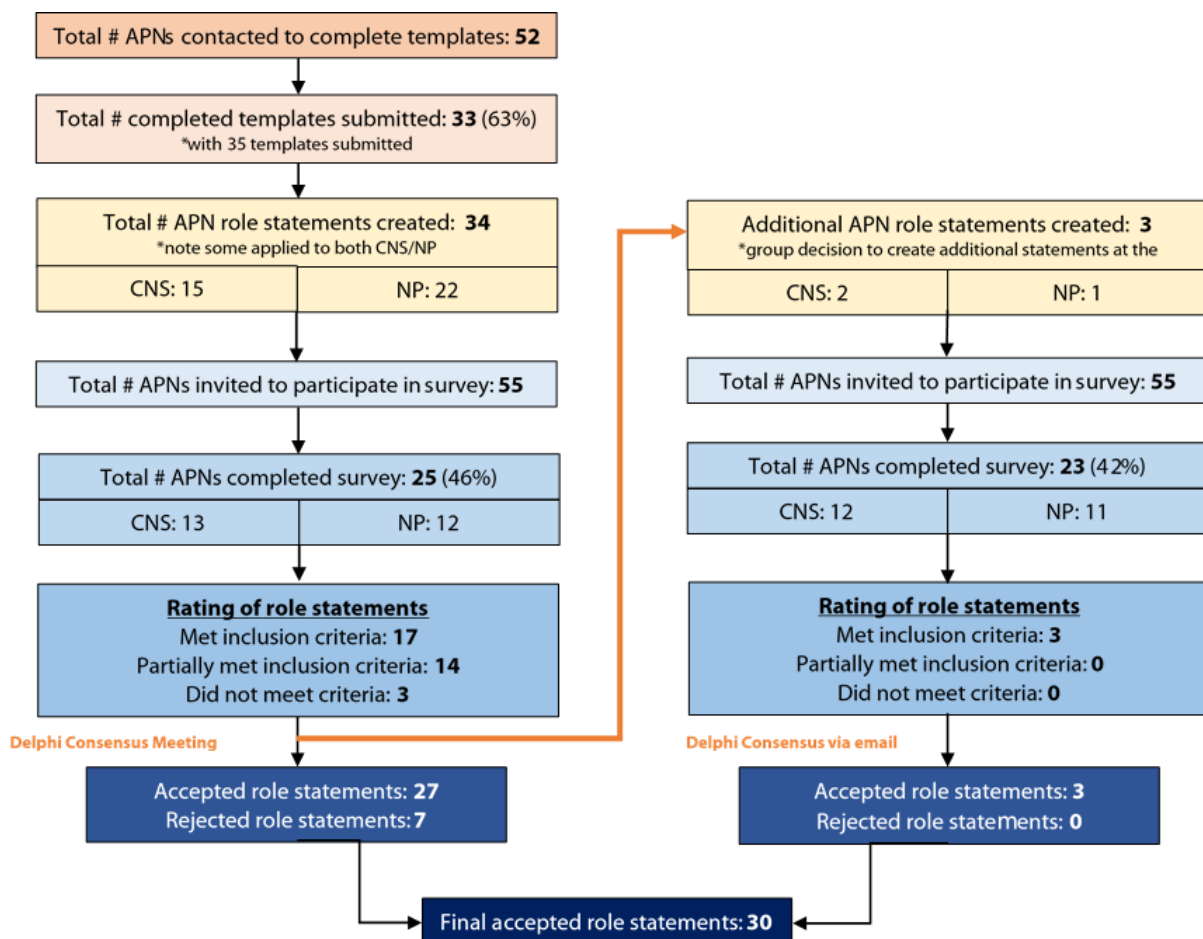 Total # APNs contacted to complete templates: 52
Total # completed templates submitted: 33 (63%)
*with 35 templates submitted
Total # APN role statements created: 34
*note some applied to both CNS/NP
CNS: 15
NP: 22
Total # APNs invited to participate in survey: 55
Total # APNs completed survey: 25 (46%)
CNS: 13
NP: 12
Rating of role statements
Met inclusion criteria: 17
Partially met inclusion criteria: 14
Did not meet criteria: 3
Delphi Consensus Meeting
Accepted role statements: 27
Rejected role statements: 7
Additional APN role statements created: 3
*group decision to create additional statements at the
CNS: 2
NP: 1
Total # APNs invited to participate in survey: 55
Total # APNs completed survey: 23 (42%)
CNS: 12
NP: 11
Rating of role statements
Met inclusion criteria: 3
Partially met inclusion criteria: 0
Did not meet criteria: 0
Delphi Consensus via email
Accepted role statements: 3
Rejected role statements: 0
Final accepted role statements: 30